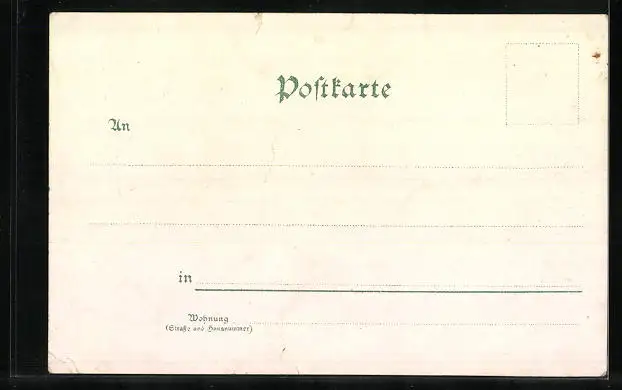 Postkarte
An
in
Wohnung
(Straße und Hausnummer)